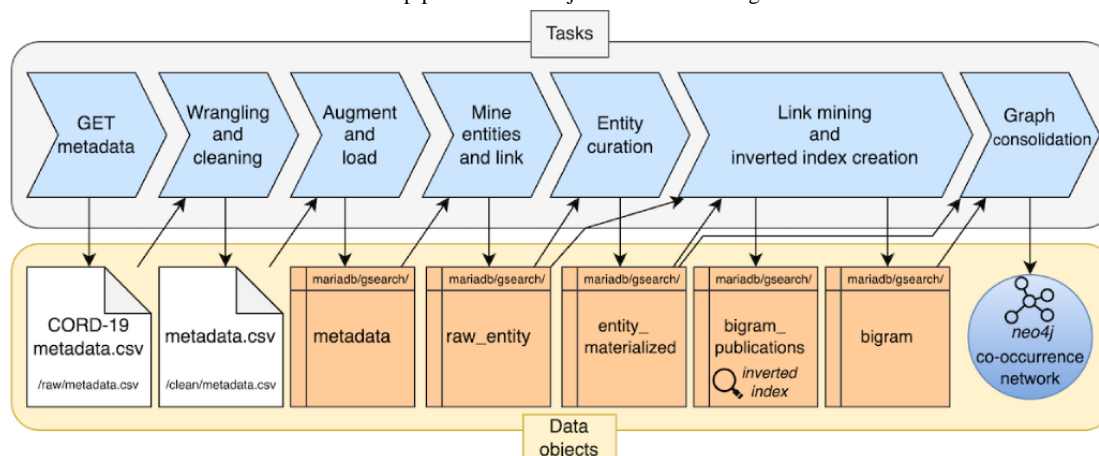 Tasks
GET
metadata
Wrangling
and
cleaning
Augment
and
load
Mine
entities
and link
Entity
curation
Link mining
and
inverted index creation
Graph
consolidation
CORD-19
metadata.csv
/raw/metadata.csv
metadata.csv
/clean/metadata.csv
mariadb/gsearch/
metadata
mariadb/gsearch/
raw_entity
mariadb/gsearch/
entity_
materialized
mariadb/gsearch/
bigram_
publications
inverted
index
mariadb/gsearch/
bigram
neo4j
co-occurrence
network
Data
objects